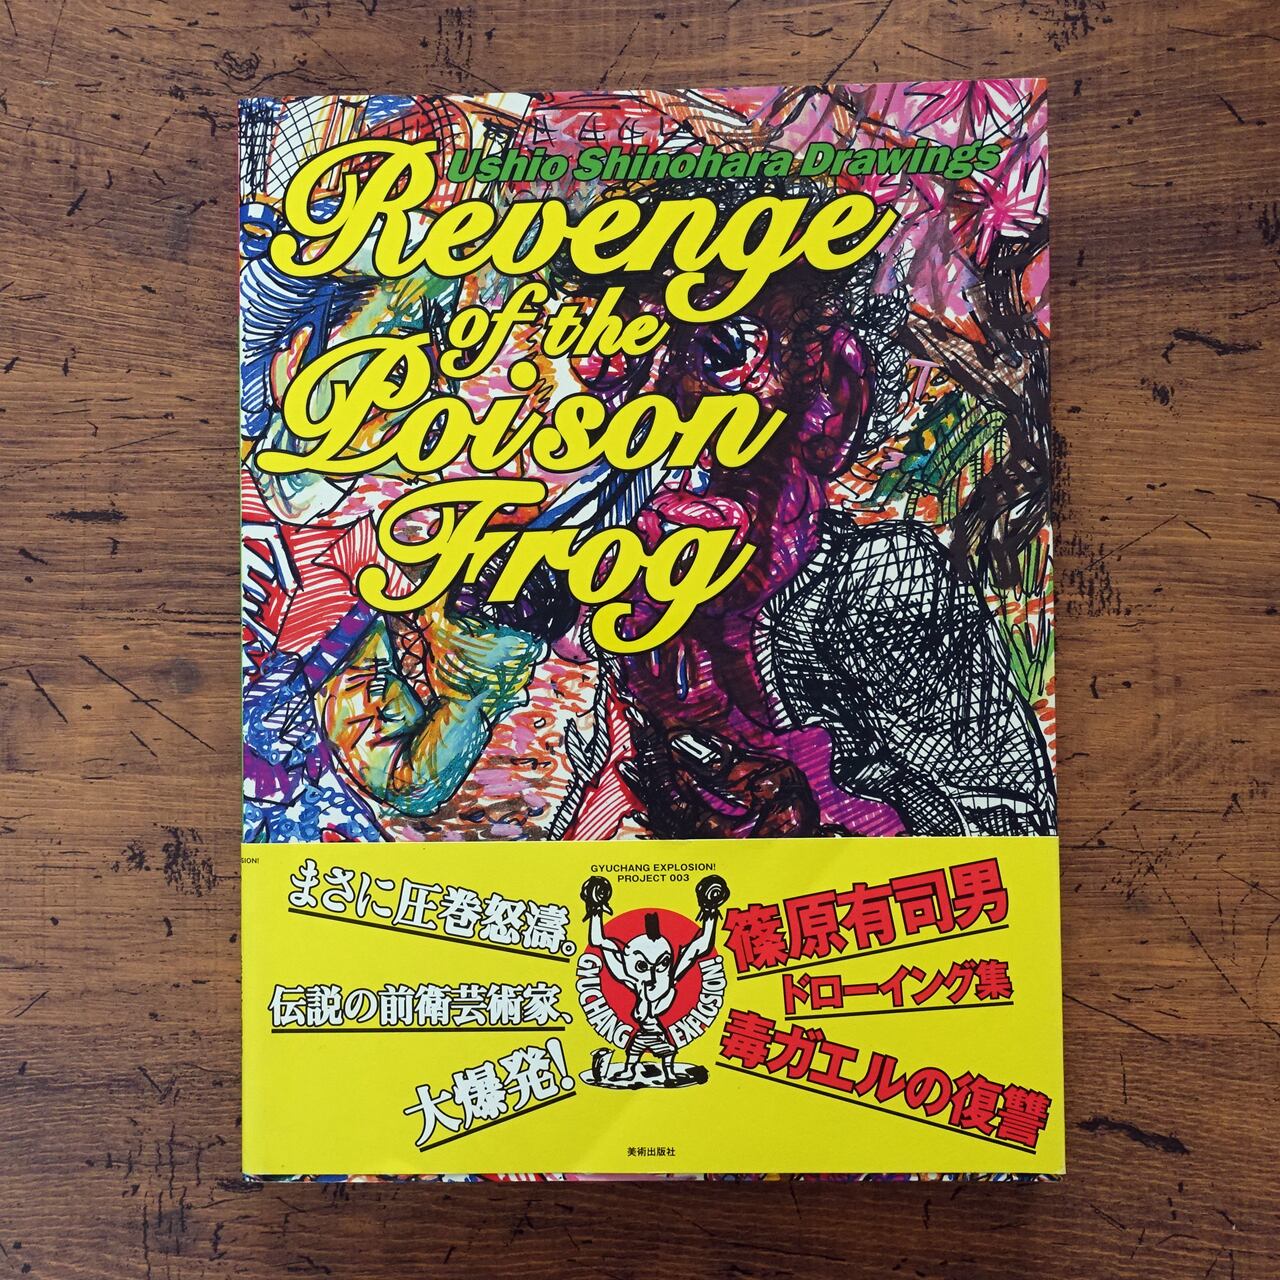 Ushio Shinohara Drawings
Revenge
of the
Poison
Frog
SION!
GYUCHANG EXPLOSION!
PROJECT 003
まさに圧巻怒濤。
伝説の前衛芸術家、
大爆発!
GYUCHANG EXPLOSION!
篠原有司男
ドローイング集
毒ガエルの復讐
美術出版社